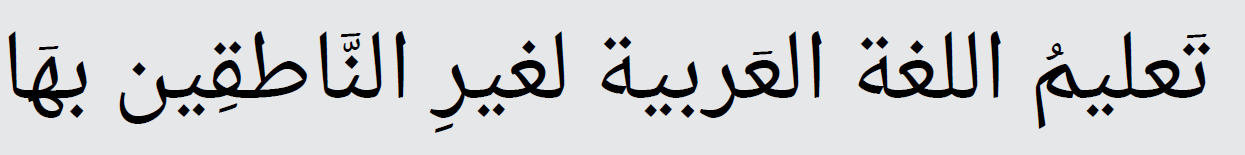 تَعليمُ اللغة العَربية لغيرِ النَّاطقِين بهَا